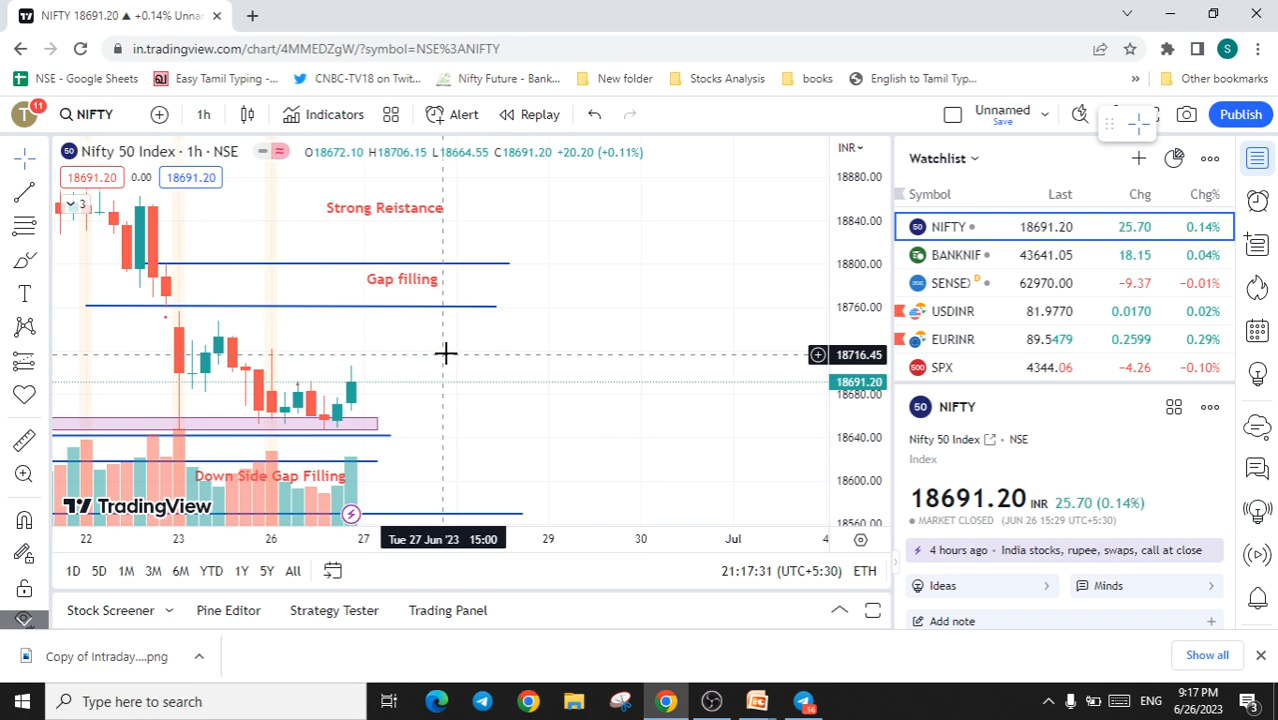 NIFTY 18691.20 ▲ +0.14% Unna
in.tradingview.com/chart/4MMEDZgW/?symbol=NSE%3ANIFTY
S
NSE - Google Sheets
Easy Tamil Typing -...
CNBC-TV18 on Twit...
Nifty Future - Bank...
New folder
Stocks Analysis
books
English to Tamil Typ...
»
Other bookmarks
T 11
NIFTY
1h
Indicators
Alert
Replay
Unnamed
Save
Publish
50 Nifty 50 Index · 1h · NSE
O18672.10 H18706.15 L18664.55 C18691.20 +20.20 (+0.11%)
INR
18691.20 0.00 18691.20
3
Strong Reistance
Gap filling
Down Side Gap Filling
TradingView
18880.00
18840.00
18800.00
18760.00
18716.45
18691.20
18680.00
18640.00
18600.00
18560.00
22 23 26 27 Tue 27 Jun '23 15:00 29 30 Jul 4
1D 5D 1M 3M 6M YTD 1Y 5Y All
21:17:31 (UTC+5:30) ETH
Stock Screener
Pine Editor
Strategy Tester
Trading Panel
Watchlist
Symbol Last Chg Chg%
50 NIFTY 18691.20 25.70 0.14%
BANKNIF 43641.05 18.15 0.04%
SENSEX D 62970.00 −9.37 −0.01%
USDINR 81.9770 0.0170 0.02%
EURINR 89.5479 0.2599 0.29%
500 SPX 4344.06 −4.26 −0.10%
50 NIFTY
Nifty 50 Index • NSE
Index
18691.20 INR 25.70 (0.14%)
MARKET CLOSED (JUN 26 15:29 UTC+5:30)
4 hours ago • India stocks, rupee, swaps, call at close
Ideas
Minds
Add note
Copy of Intraday....png
Show all
Type here to search
56
ENG
9:17 PM
6/26/2023
3